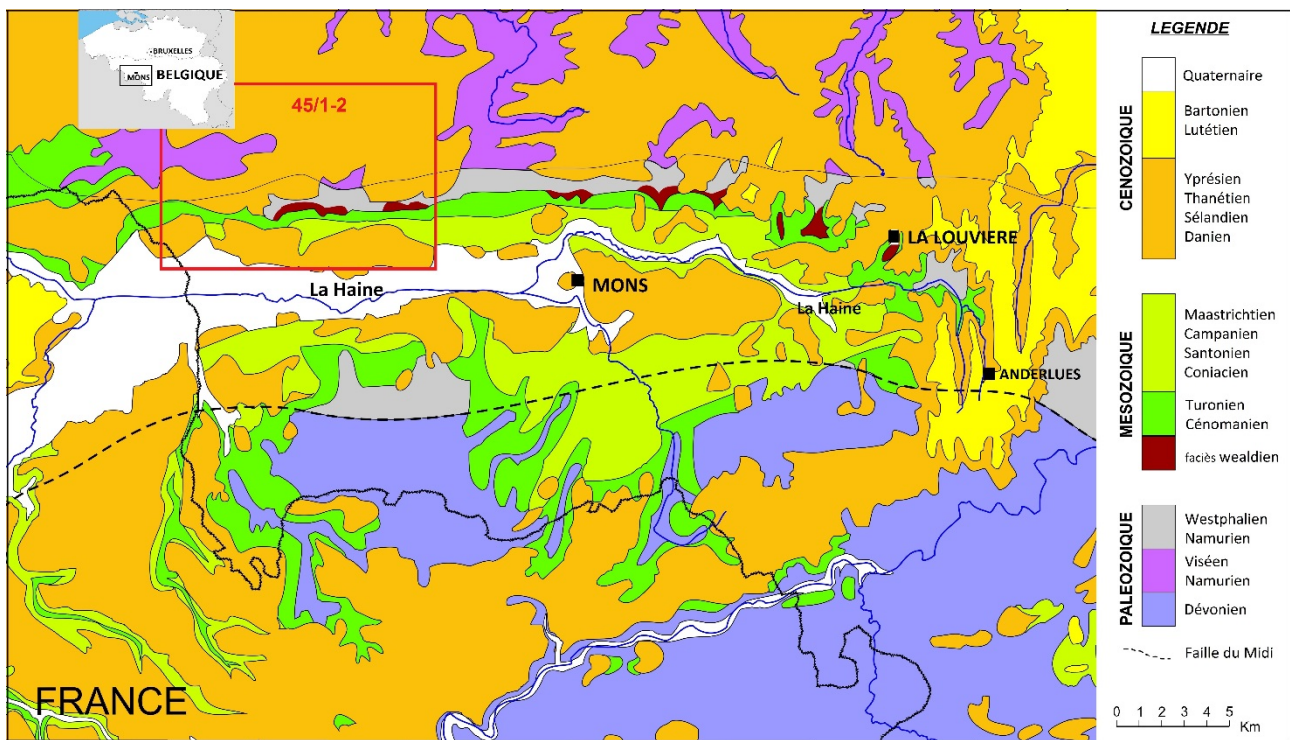 BRUXELLES
MONS
BELGIQUE
45/1-2
La Haine
MONS
LA LOUVIERE
La Haine
ANDERLUES
FRANCE
LEGENDE
CENOZOIQUE
Quaternaire
Bartonien
Lutétien
Yprésien
Thanétien
Sélandien
Danien
MESOZOIQUE
Maastrichtien
Campanien
Santonien
Coniacien
Turonien
Cénomanien
faciès wealdien
PALEOZOIQUE
Westphalien
Namurien
Viséen
Namurien
Dévonien
Faille du Midi
0 1 2 3 4 5
Km